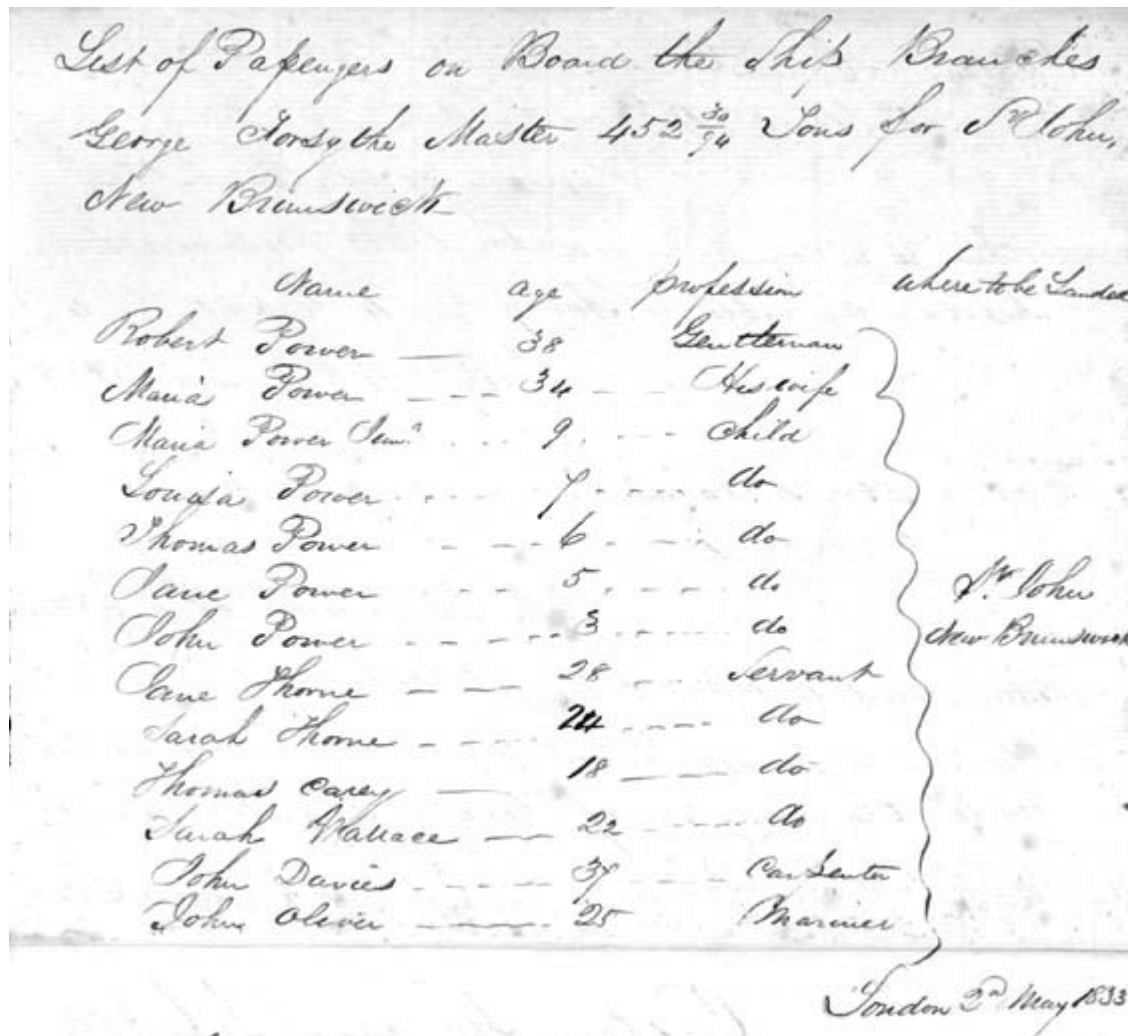 List of Passengers on Board the Ship Branches
George Forsythe Master 452 30/94 Tons for St John,
New Brunswick
Name age profession where to be Landed
Robert Power — 38 Gentleman
Maria Power - - - 34 - - His wife
Maria Power Junr - - - 9 - - - Child
Louisa Power - - - 7 - - - do
Thomas Power - - - 6 - - - do
Jane Power - - - 5 - - - do St. John
John Power - - - 3 - - - do New Brunswick
Jane Thorne - - - 28 - - Servant
Sarah Thorne - - - 24 - - - do
Thomas Carey — 18 — do
Sarah Wallace — 22 - - - do
John Davies - - - 37 - - - Carpenter
John Oliver — 25 Mariner
London 2nd May 1833